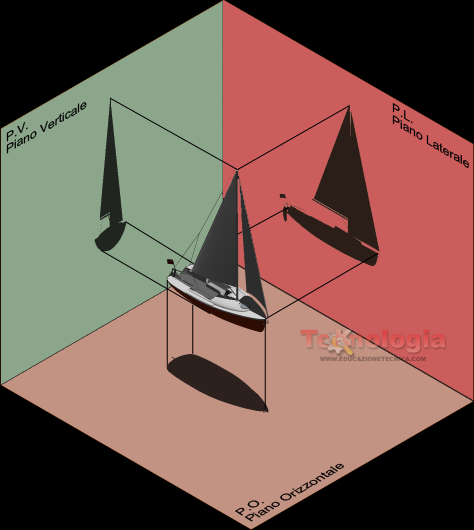 P.V.
Piano Verticale
P.L.
Piano Laterale
Tecnologia
WWW.EDUCAZIONETECNICA.COM
P.O.
Piano Orizzontale